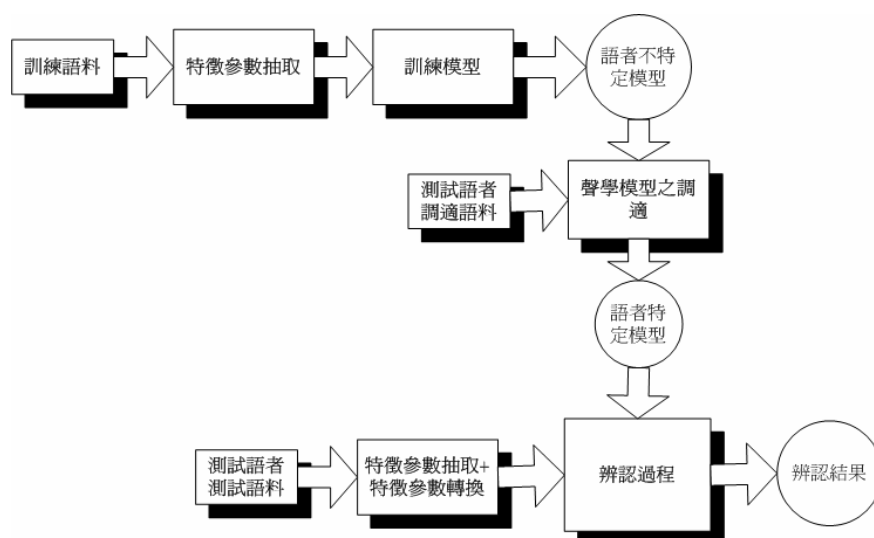 訓練語料
特徵參數抽取
訓練模型
語者不特
定模型
測試語者
調適語料
聲學模型之調
適
語者特
定模型
測試語者
測試語料
特徵參數抽取+
特徵參數轉換
辨認過程
辨認結果